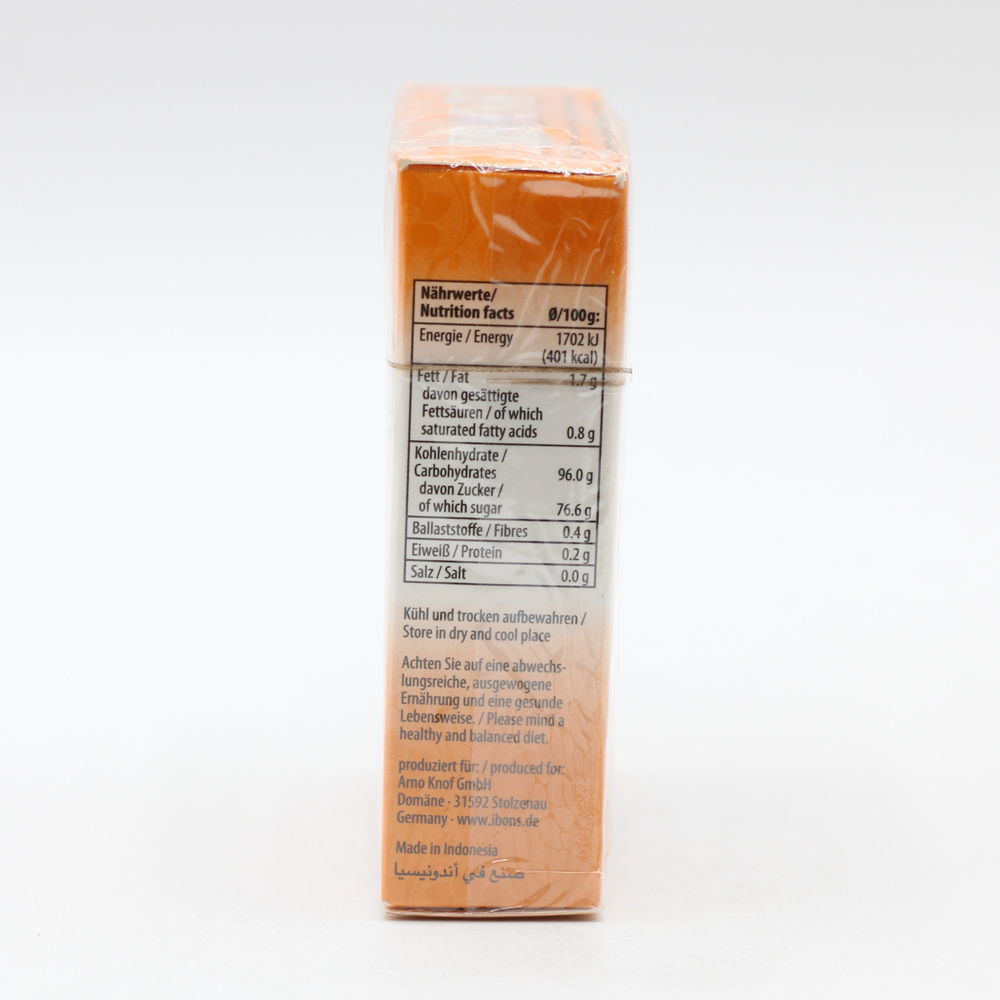 Nährwerte/
Nutrition facts Ø/100g:
Energie / Energy 1702 kJ
(401 kcal)
Fett / Fat 1.7 g
davon gesättigte
Fettsäuren / of which
saturated fatty acids 0.8 g
Kohlenhydrate /
Carbohydrates 96.0 g
davon Zucker /
of which sugar 76.6 g
Ballaststoffe / Fibres 0.4 g
Eiweiß / Protein 0.2 g
Salz / Salt 0.0 g
Kühl und trocken aufbewahren /
Store in dry and cool place
Achten Sie auf eine abwechs-
lungsreiche, ausgewogene
Ernährung und eine gesunde
Lebensweise. / Please mind a
healthy and balanced diet.
produziert für: / produced for:
Arno Knof GmbH
Domäne · 31592 Stolzenau
Germany · www.ibons.de
Made in Indonesia
صنع في أندونيسيا